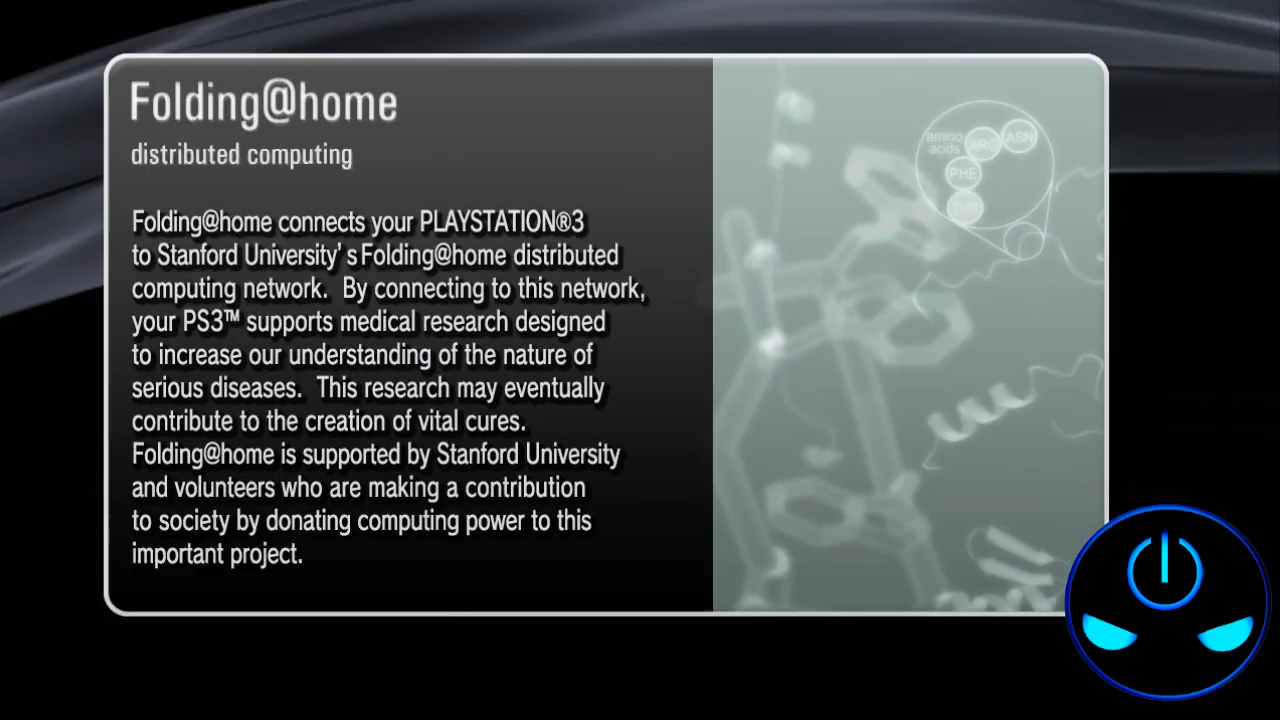 Folding@home
distributed computing
Folding@home connects your PLAYSTATION®3
to Stanford University's Folding@home distributed
computing network.  By connecting to this network,
your PS3™ supports medical research designed
to increase our understanding of the nature of
serious diseases.  This research may eventually
contribute to the creation of vital cures.
Folding@home is supported by Stanford University
and volunteers who are making a contribution
to society by donating computing power to this
important project.
amino
acids
ARG
ASN
PHE